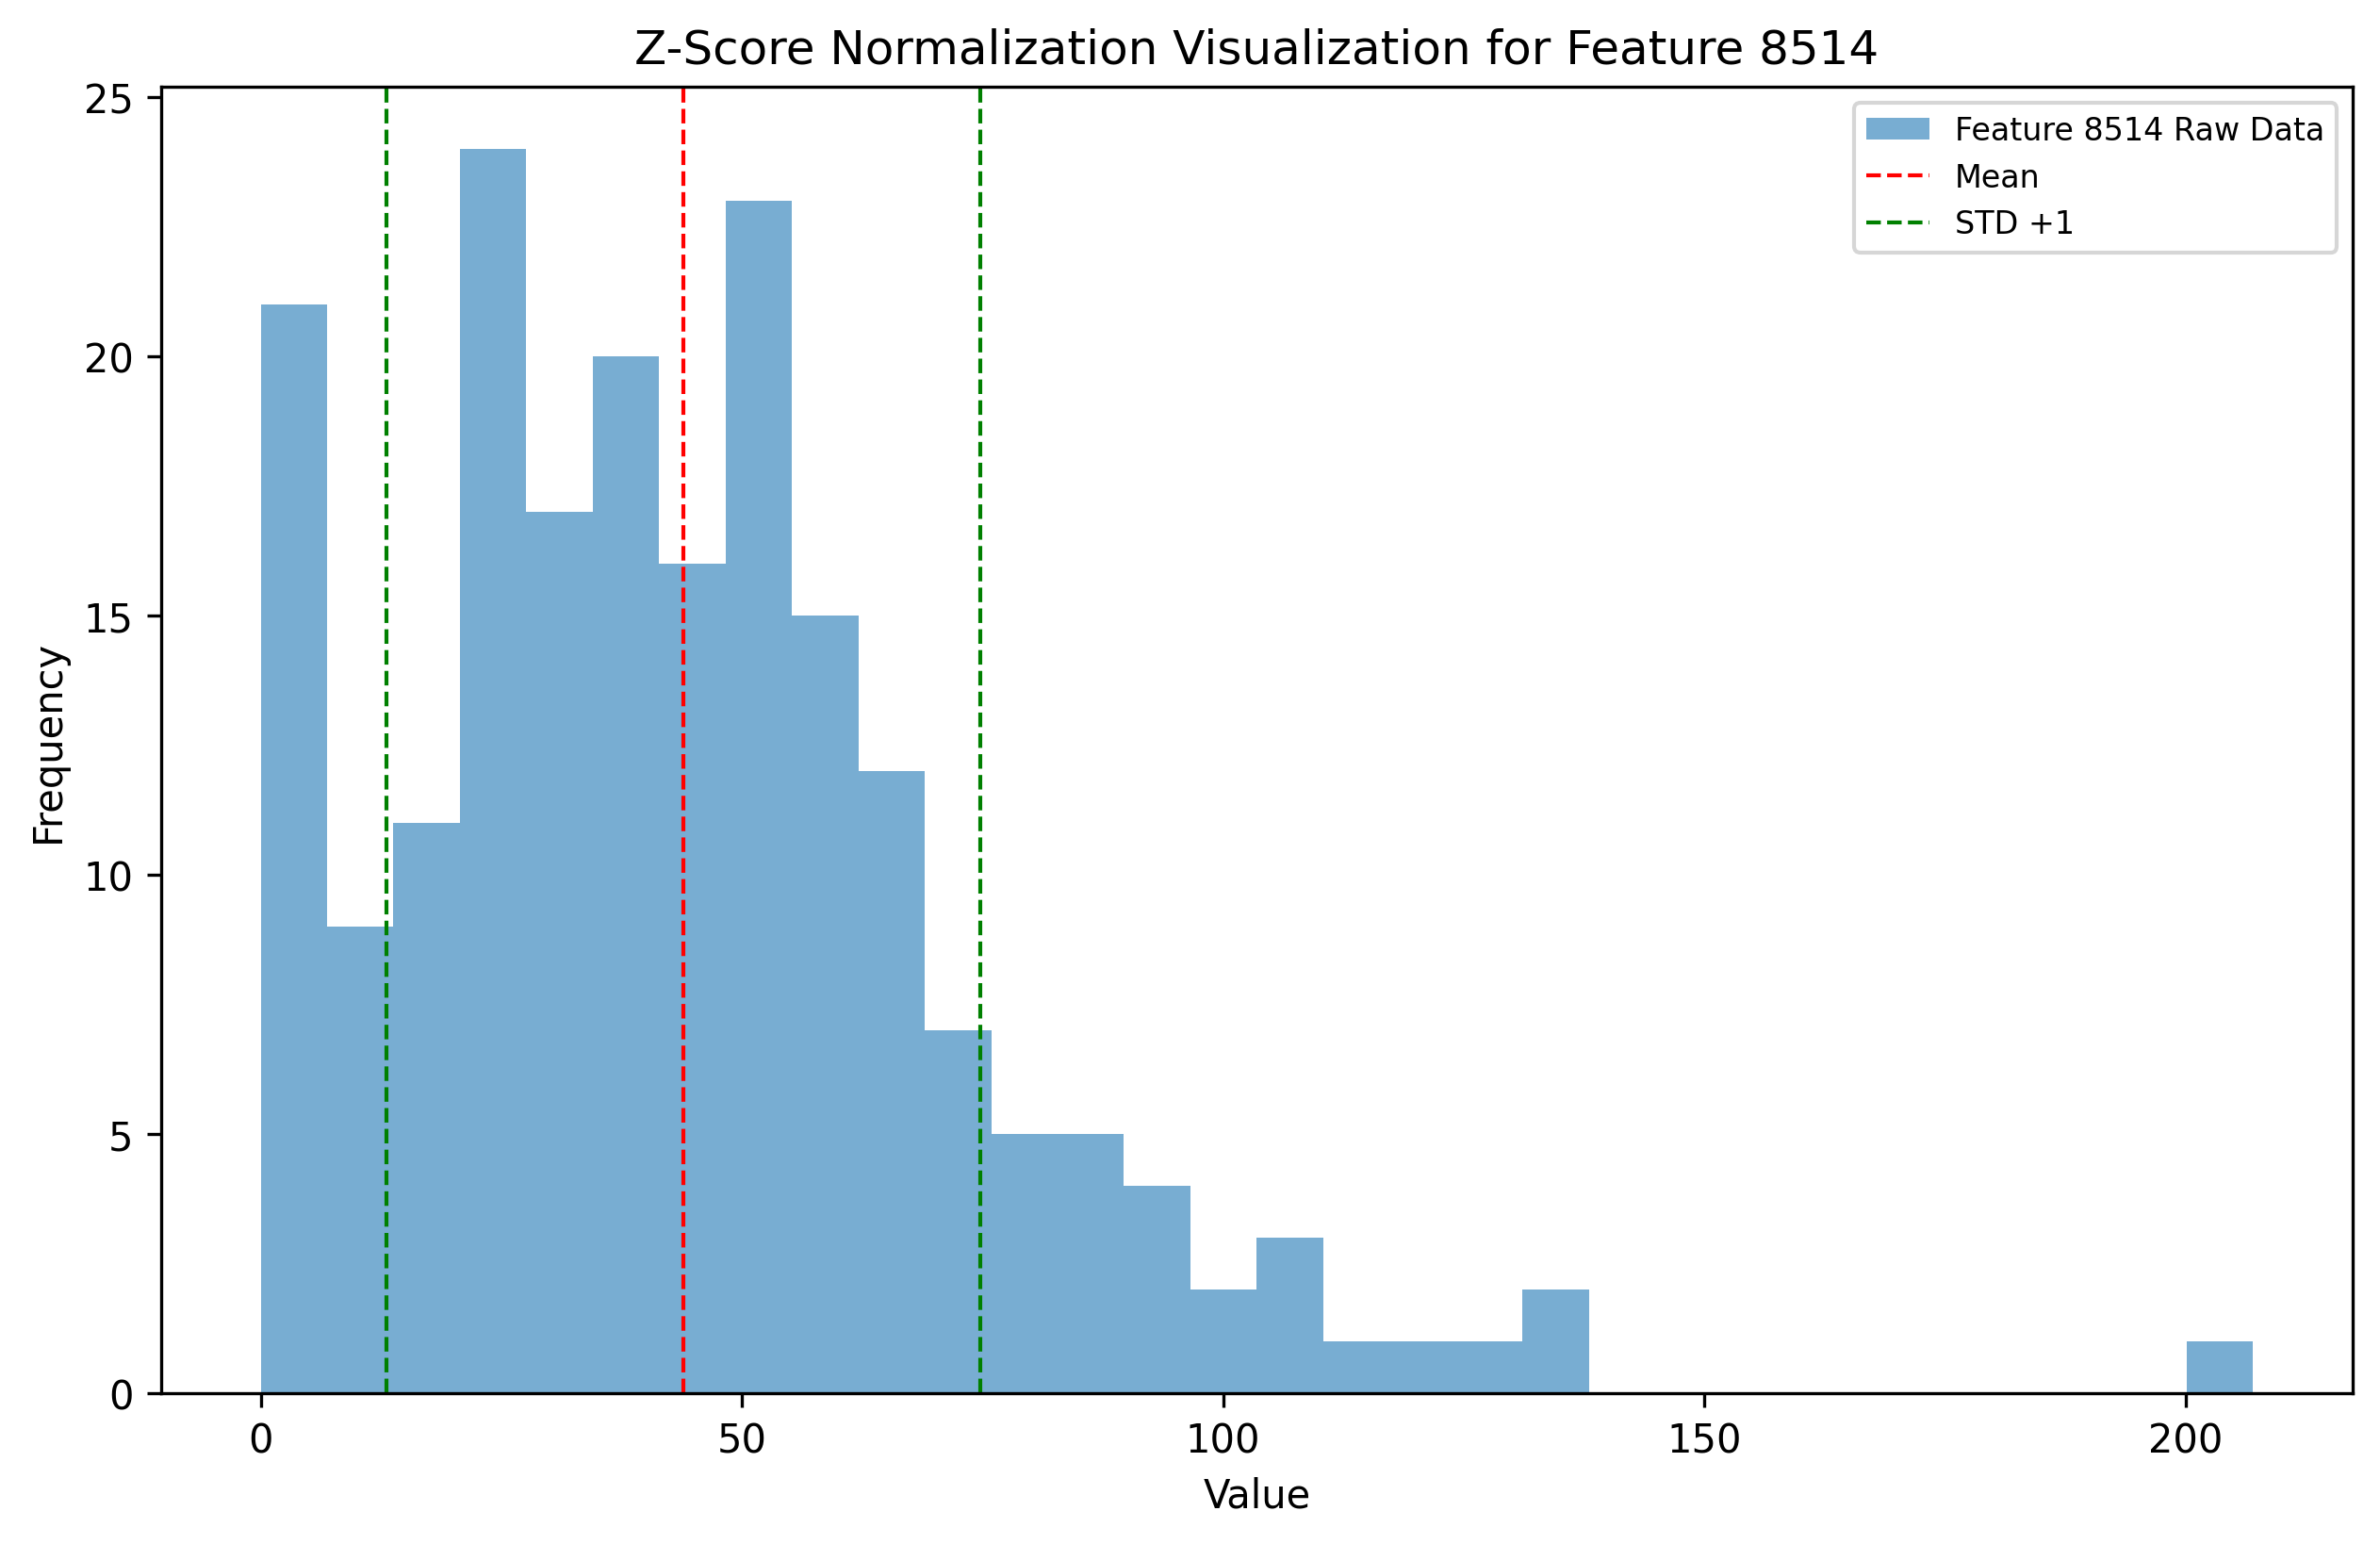 Z-Score Normalization Visualization for Feature 8514
Feature 8514 Raw Data
Mean
STD +1
25
20
15
10
5
0
Frequency
0 50 100 150 200
Value